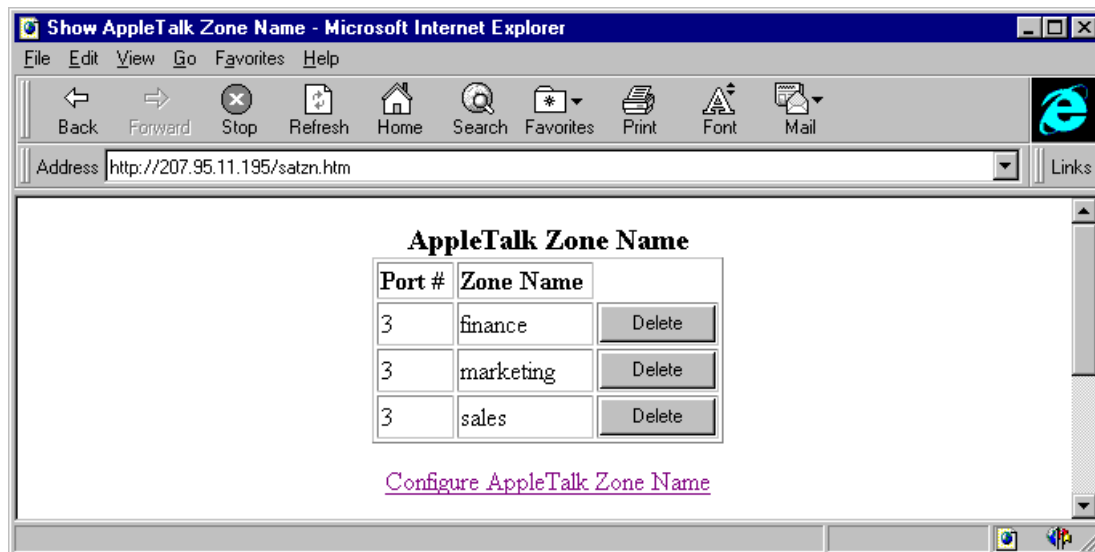 Show AppleTalk Zone Name - Microsoft Internet Explorer
File Edit View Go Favorites Help
Back Forward Stop Refresh Home Search Favorites Print Font Mail
Address http://207.95.11.195/satzn.htm Links
AppleTalk Zone Name
Port # Zone Name
3 finance Delete
3 marketing Delete
3 sales Delete
Configure AppleTalk Zone Name